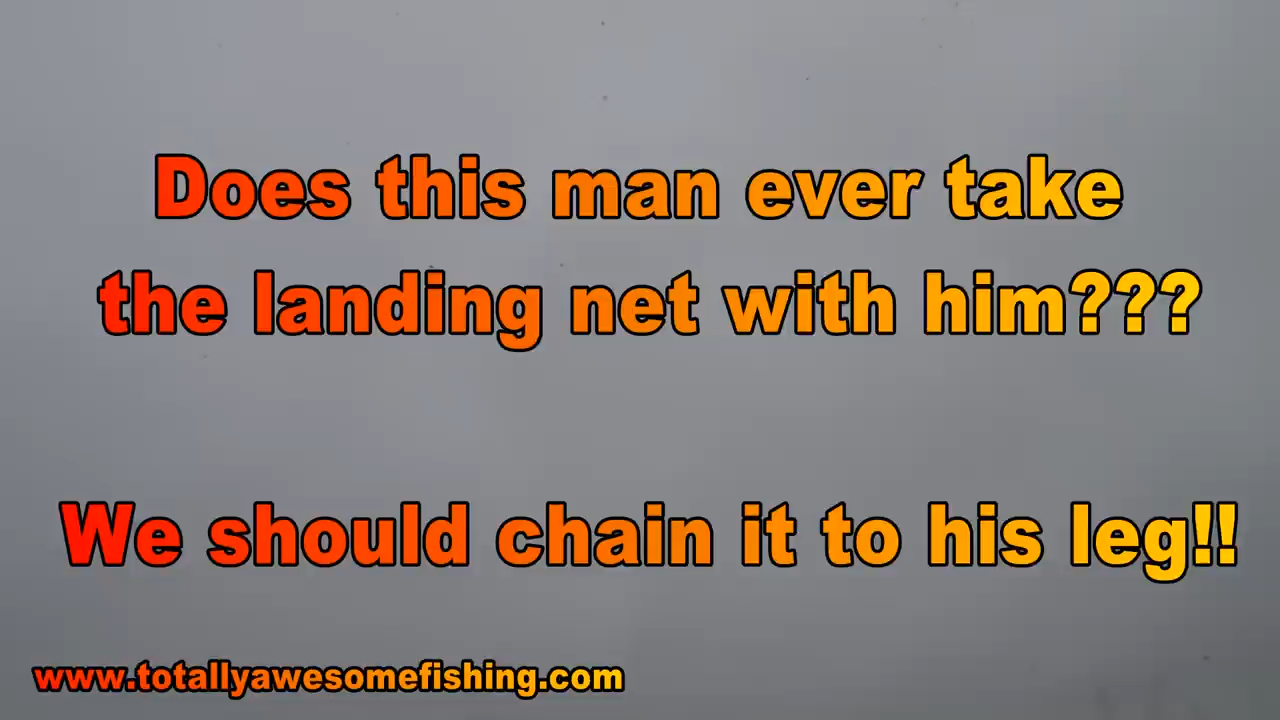 Does this man ever take
the landing net with him???
We should chain it to his leg!!
www.totallyawesomefishing.com